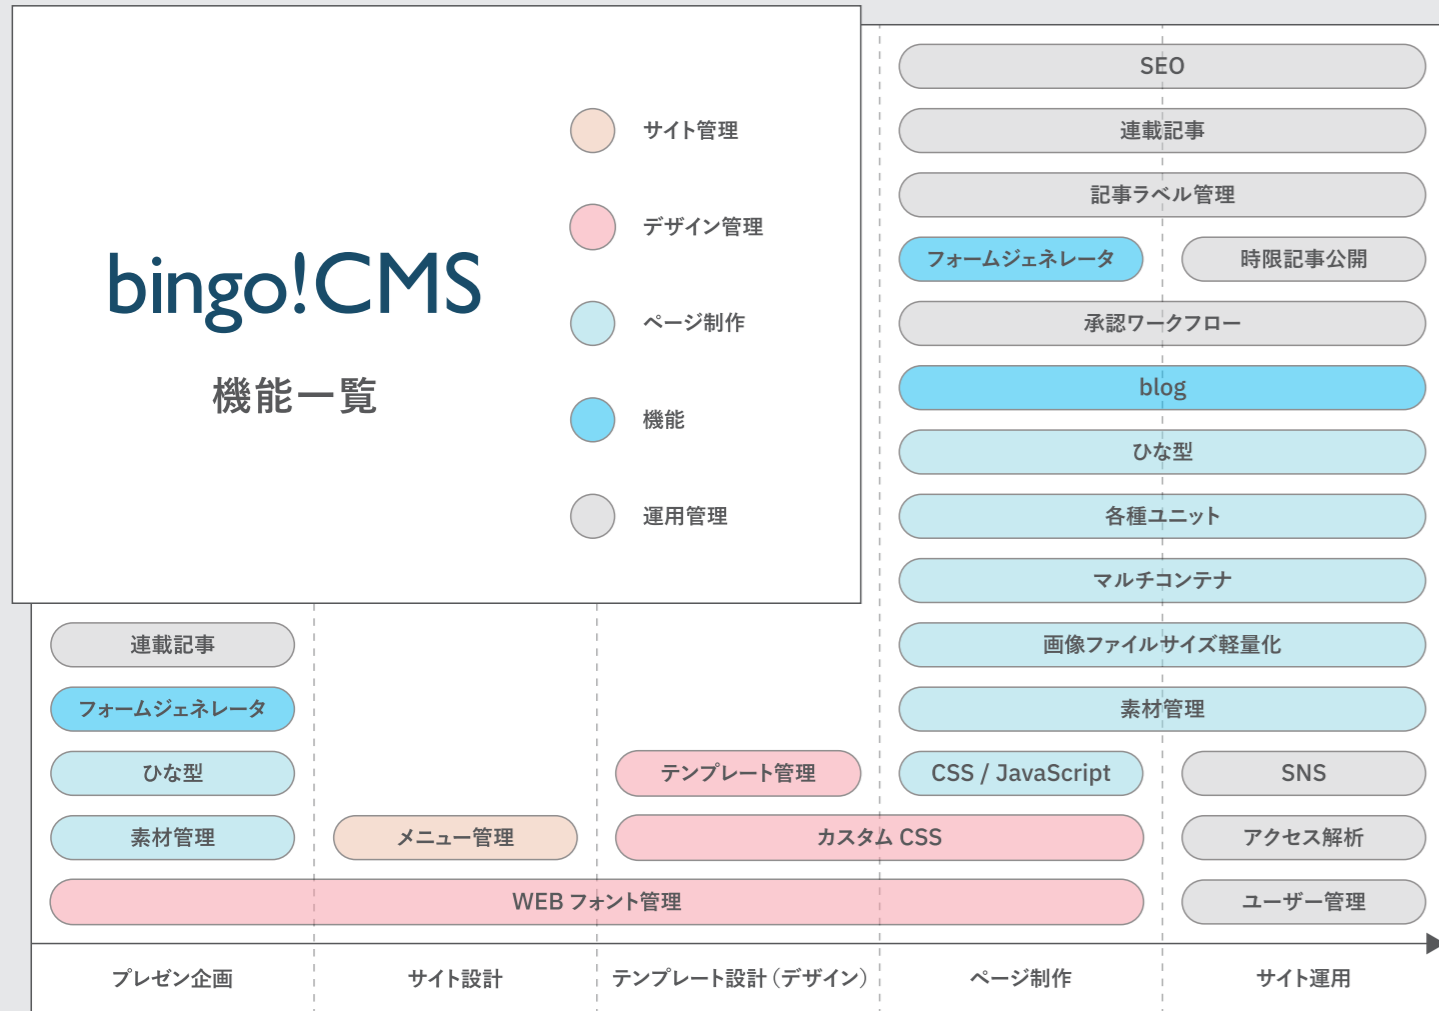 bingo!CMS
機能一覧
サイト管理
デザイン管理
ページ制作
機能
運用管理
SEO
連載記事
記事ラベル管理
フォームジェネレータ
時限記事公開
承認ワークフロー
blog
ひな型
各種ユニット
マルチコンテナ
連載記事
画像ファイルサイズ軽量化
フォームジェネレータ
素材管理
ひな型
テンプレート管理
CSS / JavaScript
SNS
素材管理
メニュー管理
カスタム CSS
アクセス解析
WEB フォント管理
ユーザー管理
プレゼン企画
サイト設計
テンプレート設計（デザイン）
ページ制作
サイト運用